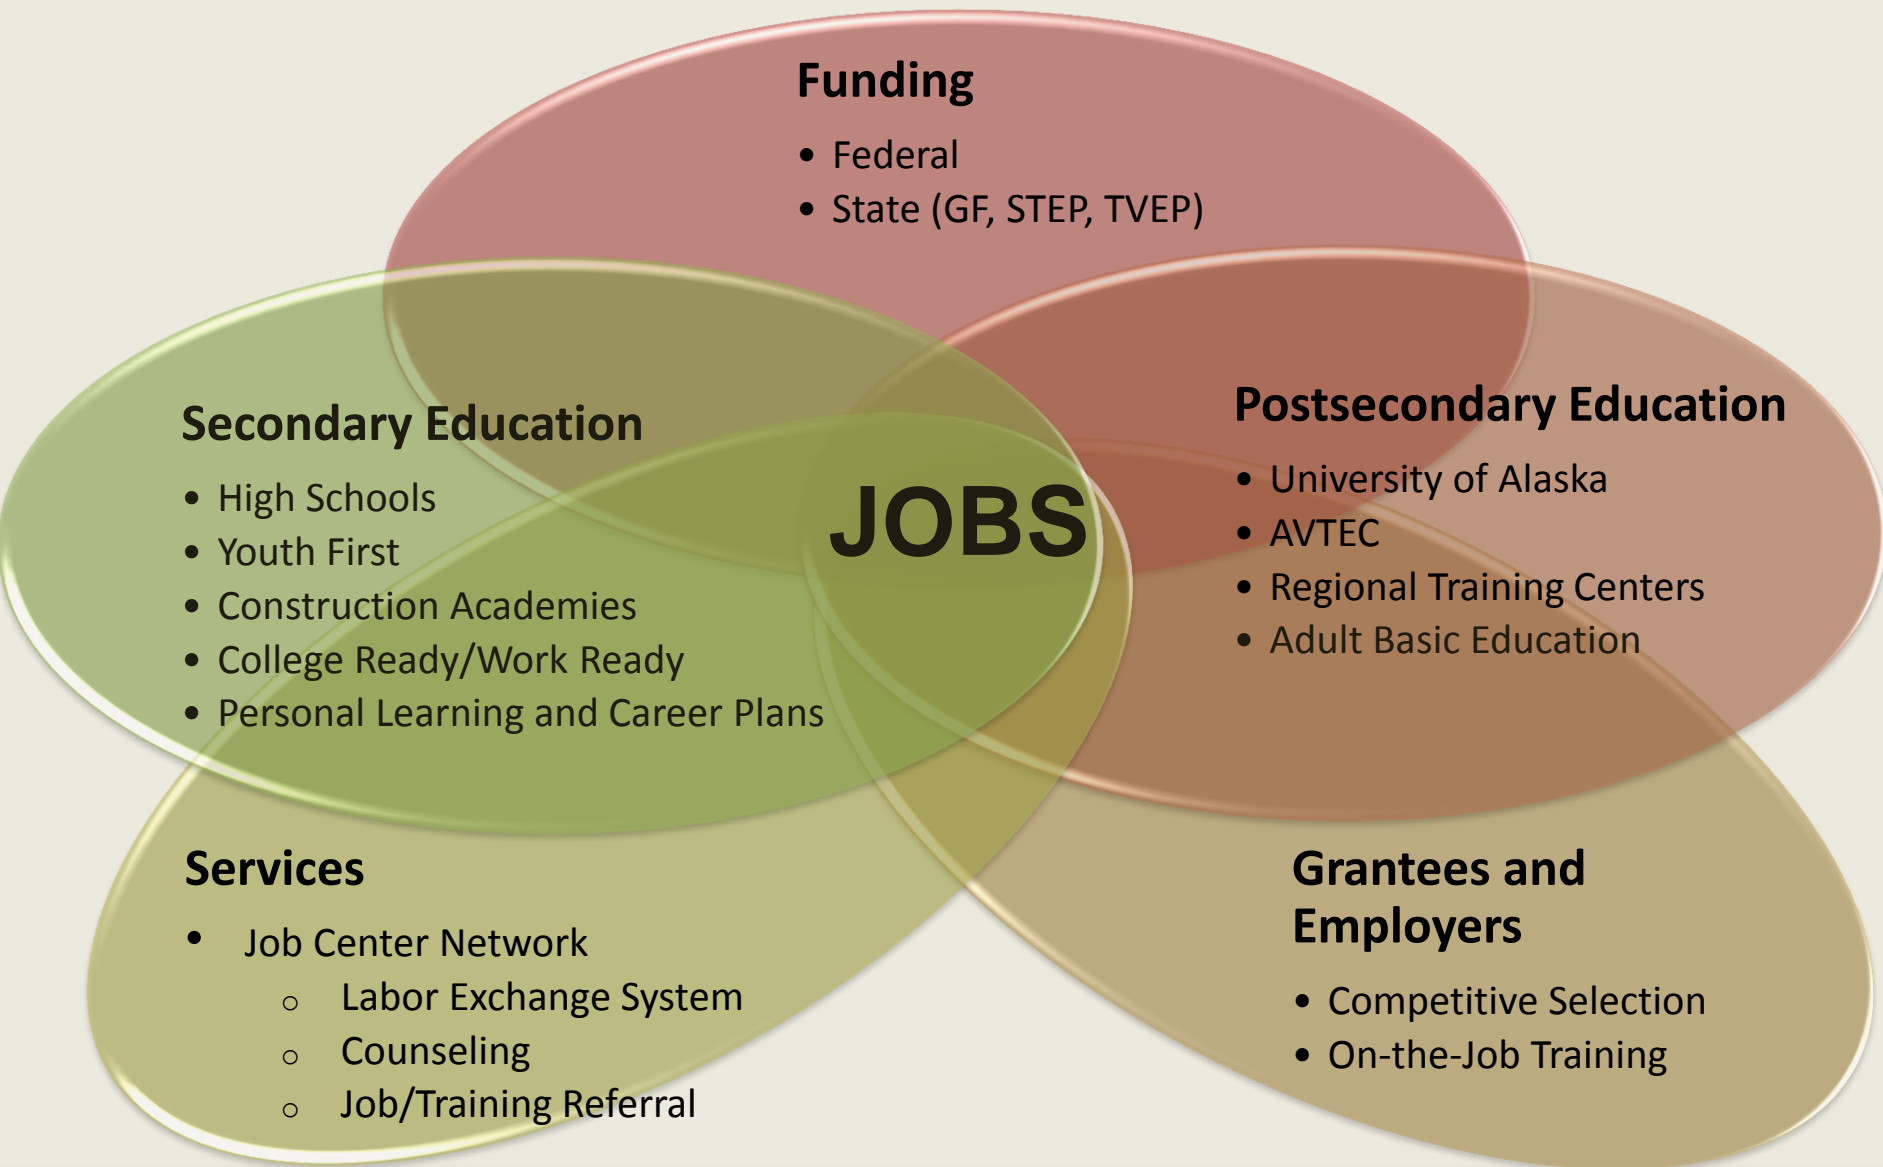 Funding
• Federal
• State (GF, STEP, TVEP)
Secondary Education
• High Schools
• Youth First
• Construction Academies
• College Ready/Work Ready
• Personal Learning and Career Plans
JOBS
Postsecondary Education
• University of Alaska
• AVTEC
• Regional Training Centers
• Adult Basic Education
Services
• Job Center Network
o Labor Exchange System
o Counseling
o Job/Training Referral
Grantees and
Employers
• Competitive Selection
• On-the-Job Training